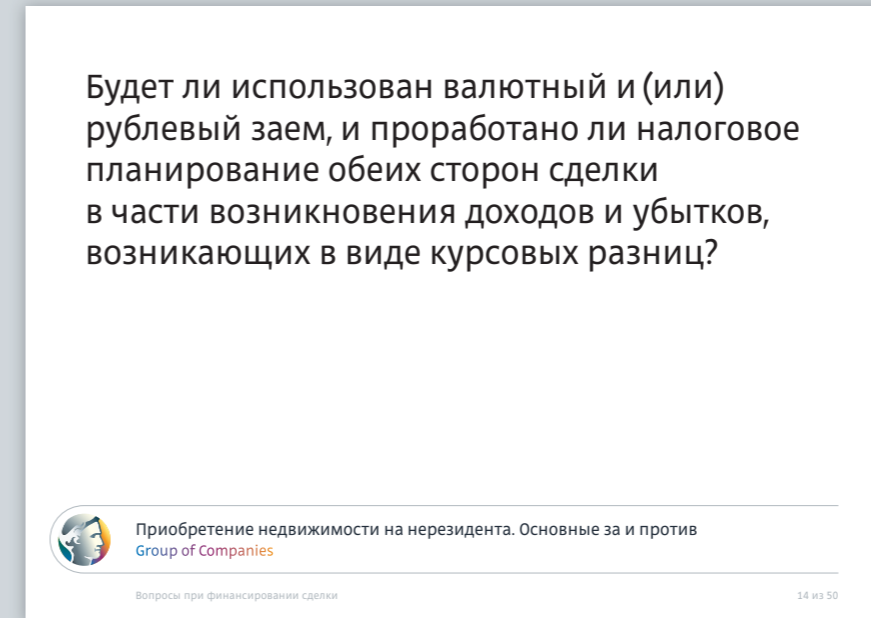 Будет ли использован валютный и (или)
рублевый заем, и проработано ли налоговое
планирование обеих сторон сделки
в части возникновения доходов и убытков,
возникающих в виде курсовых разниц?
Приобретение недвижимости на нерезидента. Основные за и против
Group of Companies
Вопросы при финансировании сделки
14 из 50